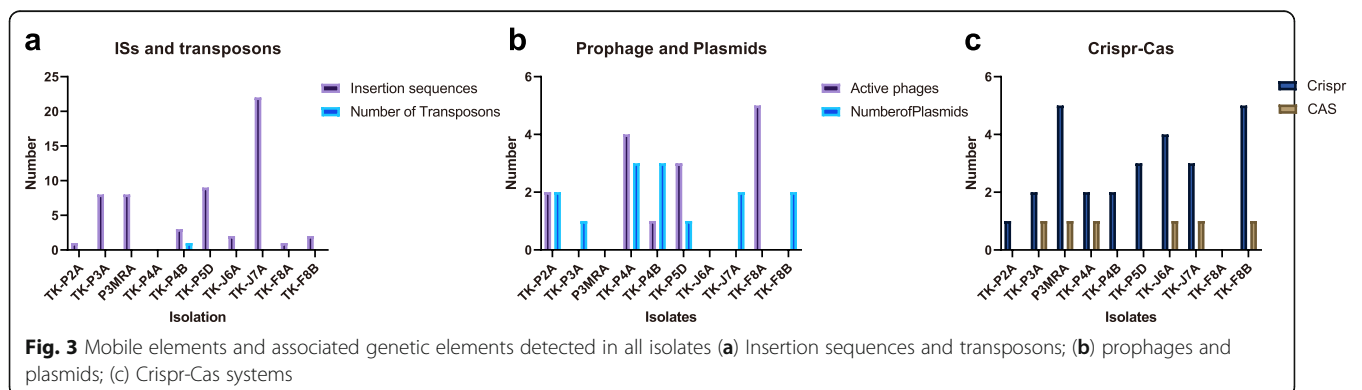 a
ISs and transposons
25
20
15
10
5
0
Number
TK-P2A
TK-P3A
P3MRA
TK-P4A
TK-P4B
TK-P5D
TK-J6A
TK-J7A
TK-F8A
TK-F8B
Isolation
Insertion sequences
Number of Transposons
b
Prophage and Plasmids
6
4
2
0
Number
TK-P2A
TK-P3A
P3MRA
TK-P4A
TK-P4B
TK-P5D
TK-J6A
TK-J7A
TK-F8A
TK-F8B
Isolates
Active phages
NumberofPlasmids
c
Crispr-Cas
6
4
2
0
Number
TK-P2A
TK-P3A
P3MRA
TK-P4A
TK-P4B
TK-P5D
TK-J6A
TK-J7A
TK-F8A
TK-F8B
Isolates
Crispr
CAS
Fig. 3 Mobile elements and associated genetic elements detected in all isolates (a) Insertion sequences and transposons; (b) prophages and
plasmids; (c) Crispr-Cas systems